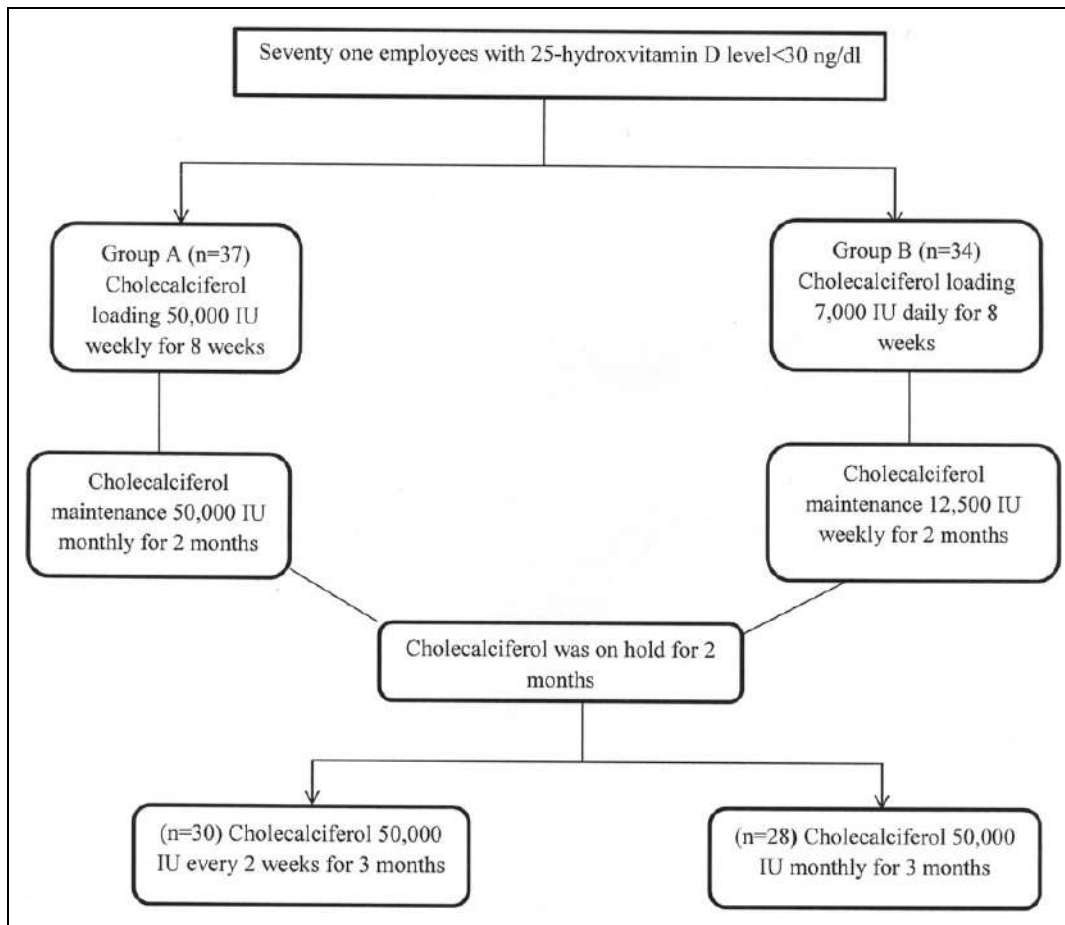 Seventy one employees with 25-hydroxvitamin D level<30 ng/dl
Group A (n=37)
Cholecalciferol
loading 50,000 IU
weekly for 8 weeks
Group B (n=34)
Cholecalciferol loading
7,000 IU daily for 8
weeks
Cholecalciferol
maintenance 50,000 IU
monthly for 2 months
Cholecalciferol
maintenance 12,500 IU
weekly for 2 months
Cholecalciferol was on hold for 2
months
(n=30) Cholecalciferol 50,000
IU every 2 weeks for 3 months
(n=28) Cholecalciferol 50,000
IU monthly for 3 months